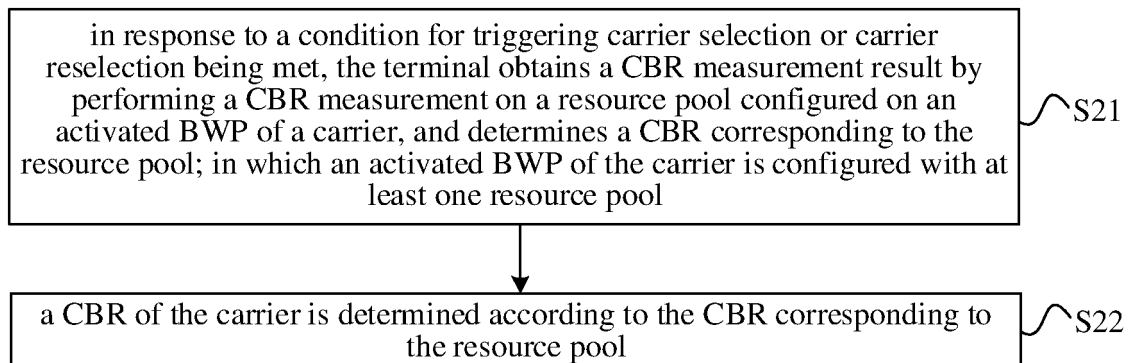 in response to a condition for triggering carrier selection or carrier
reselection being met, the terminal obtains a CBR measurement result by
performing a CBR measurement on a resource pool configured on an
activated BWP of a carrier, and determines a CBR corresponding to the
resource pool; in which an activated BWP of the carrier is configured with at
least one resource pool
S21
a CBR of the carrier is determined according to the CBR corresponding to
the resource pool
S22